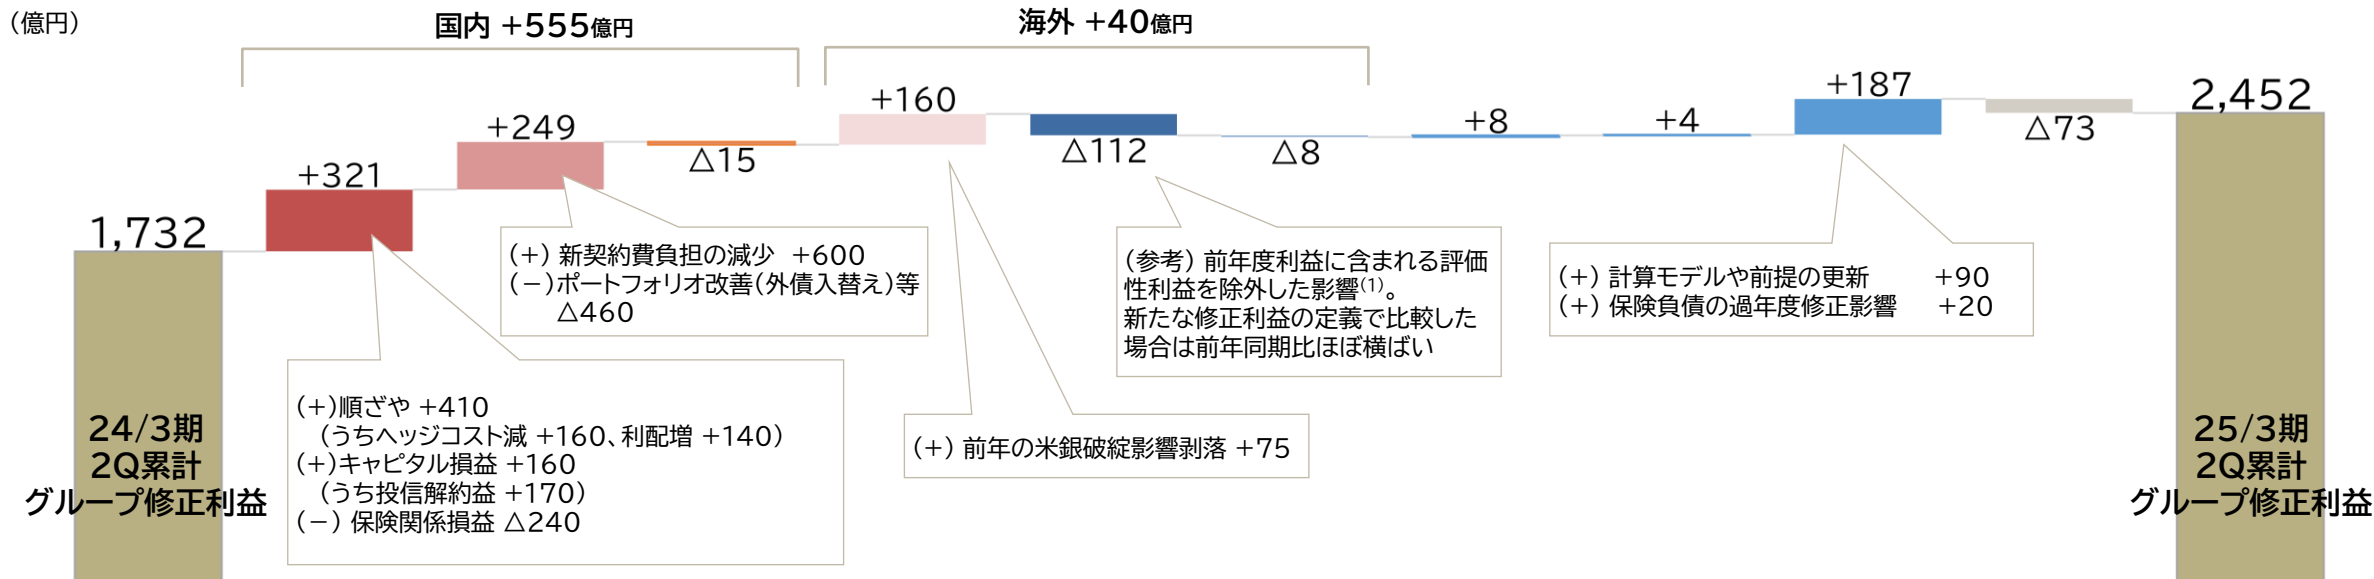 （億円）
国内 +555億円
海外 +40億円
1,732
+321
+249
△15
+160
△112
△8
+8
+4
+187
△73
2,452
（+）新契約費負担の減少 +600
（−）ポートフォリオ改善（外債入替え）等
△460
（参考）前年度利益に含まれる評価
性利益を除外した影響⁽¹⁾。
新たな修正利益の定義で比較した
場合は前年同期比ほぼ横ばい
（+）計算モデルや前提の更新 +90
（+）保険負債の過年度修正影響 +20
（+）順ざや +410
（うちヘッジコスト減 +160、利配増 +140）
（+）キャピタル損益 +160
（うち投信解約益 +170）
（−）保険関係損益 △240
（+）前年の米銀破綻影響剥落 +75
24/3期
2Q累計
グループ修正利益
25/3期
2Q累計
グループ修正利益